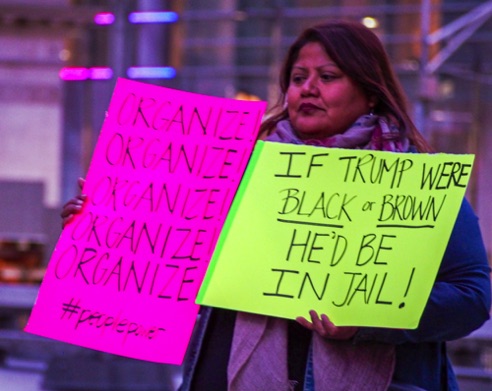 ORGANIZE
ORGANIZE
ORGANIZE!
ORGANIZE
ORGANIZE
#peoplepower
IF TRUMP WERE
BLACK or BROWN
HE'D BE
IN JAIL!